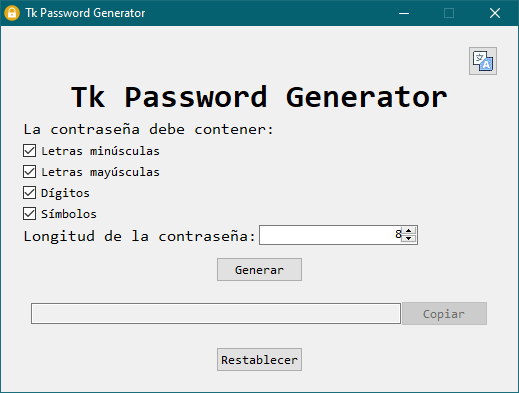 Tk Password Generator
Tk Password Generator
La contraseña debe contener:
Letras minúsculas
Letras mayúsculas
Dígitos
Símbolos
Longitud de la contraseña: 8
Generar
Copiar
Restablecer